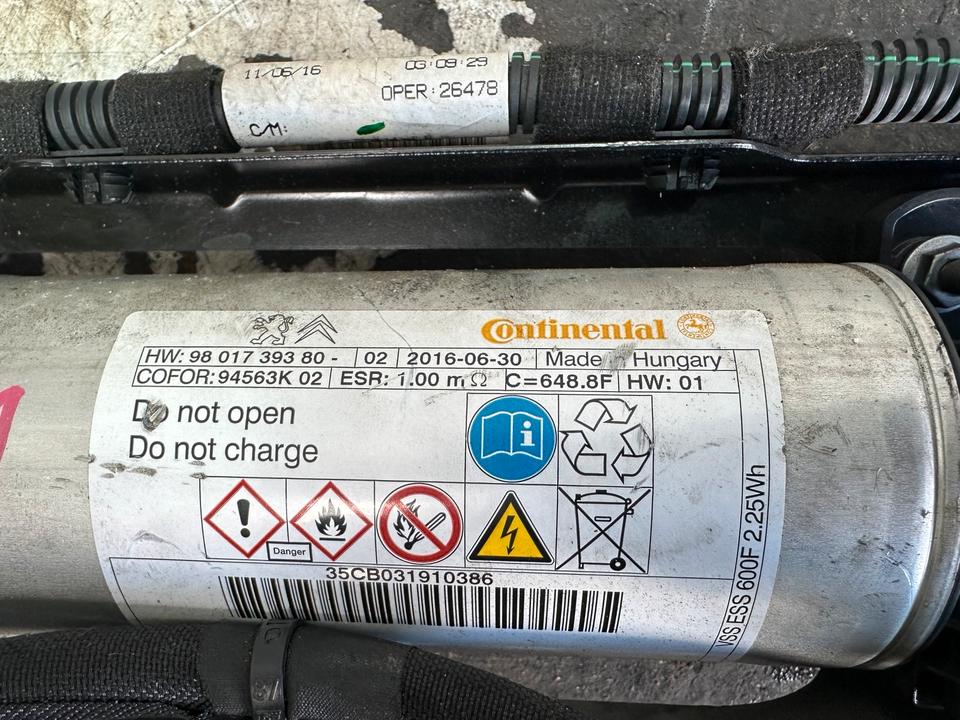 11/06/16
03:09:29
OPER:26478
C/M:
Continental
HW: 98 017 393 80 - 02 2016-06-30 Made in Hungary
COFOR: 94563K 02 ESR: 1.00 mΩ C=648.8F HW: 01
Do not open
Do not charge
Danger
35CB031910386
VSS ESS 600F 2.25Wh